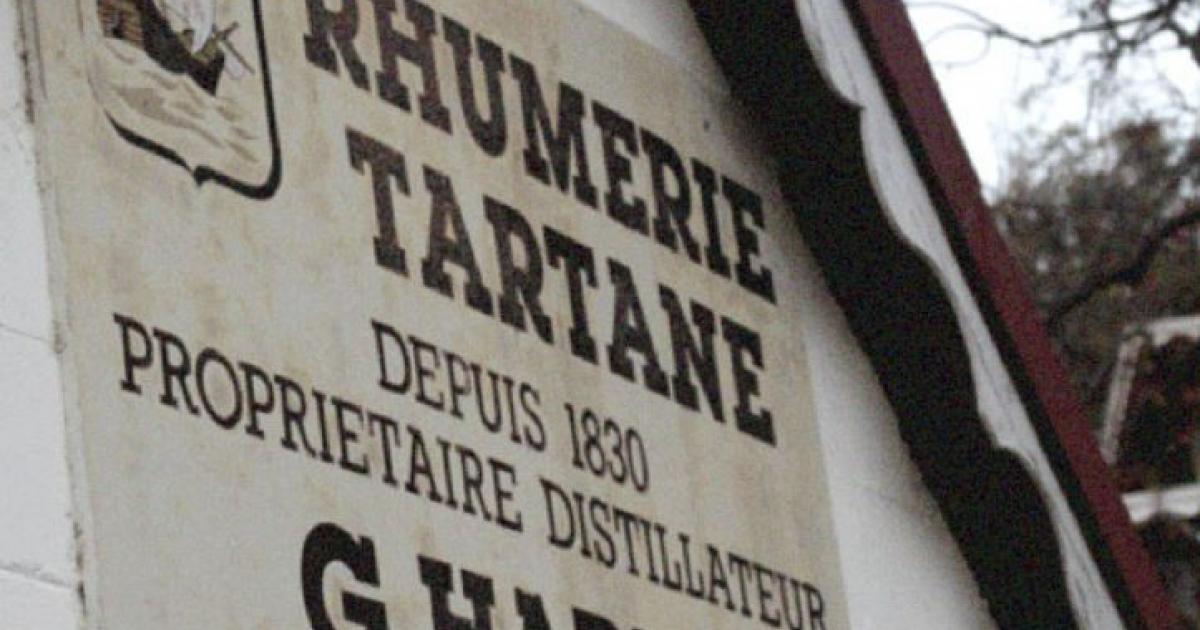 RHUMERIE
TARTANE
DEPUIS 1830
PROPRIETAIRE DISTILLATEUR
G